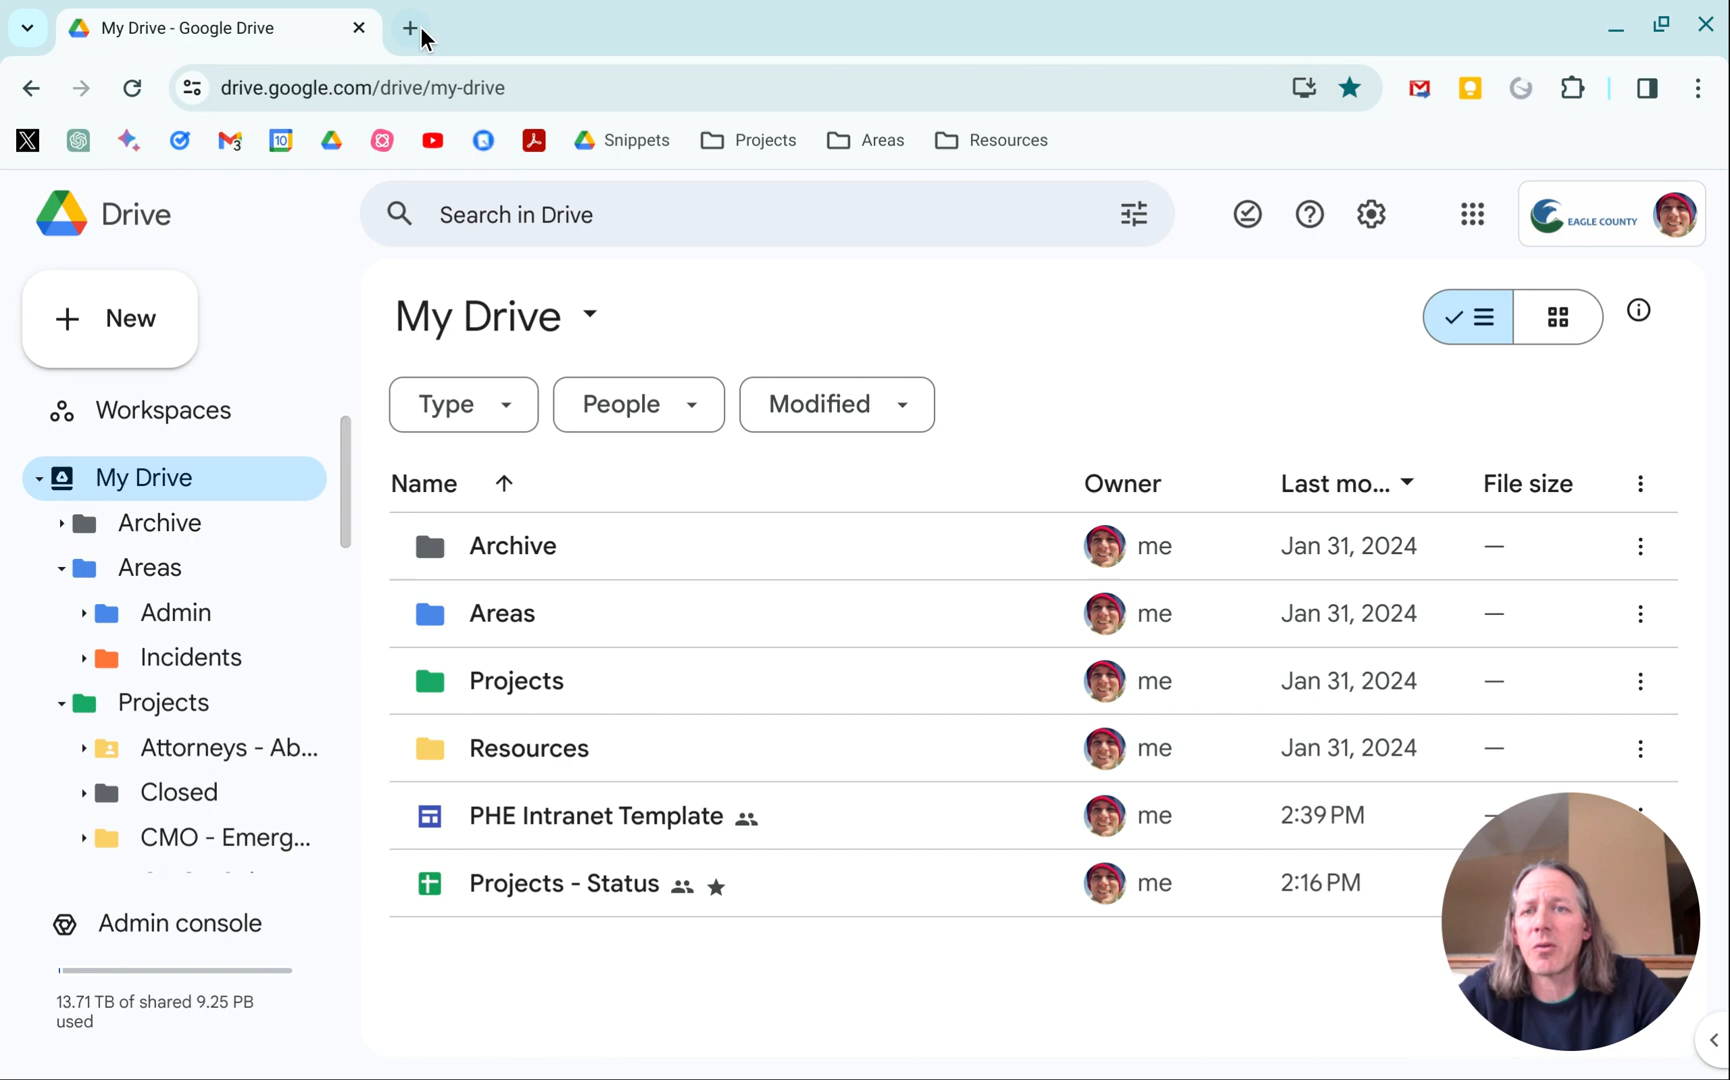 My Drive - Google Drive
drive.google.com/drive/my-drive
3
10
Snippets
Projects
Areas
Resources
Drive
Search in Drive
EAGLE COUNTY
New
My Drive
Workspaces
Type
People
Modified
My Drive
Archive
Areas
Admin
Incidents
Projects
Attorneys - Ab...
Closed
CMO - Emerg...
Admin console
13.71 TB of shared 9.25 PB
used
Name
Owner
Last mo...
File size
Archive
me
Jan 31, 2024
—
Areas
me
Jan 31, 2024
—
Projects
me
Jan 31, 2024
—
Resources
me
Jan 31, 2024
—
PHE Intranet Template
me
2:39 PM
Projects - Status
me
2:16 PM